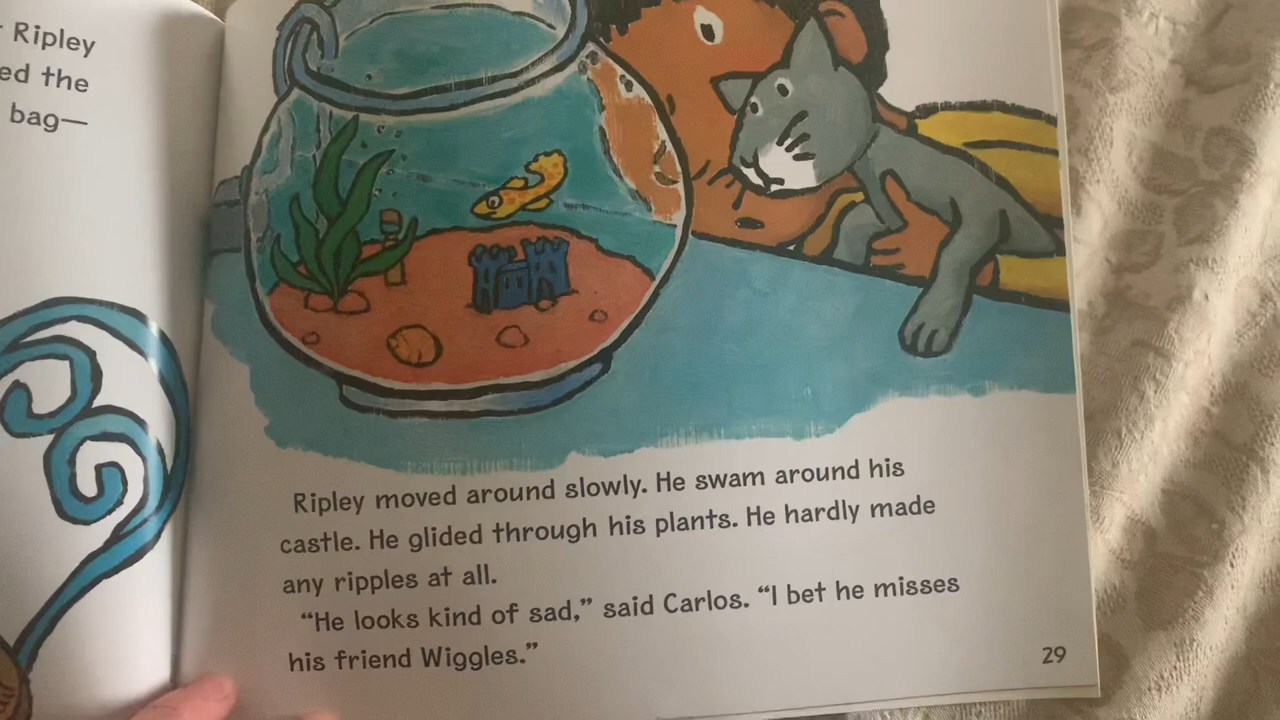 Ripley
ed the
bag—
Ripley moved around slowly. He swam around his
castle. He glided through his plants. He hardly made
any ripples at all.
“He looks kind of sad,” said Carlos. “I bet he misses
his friend Wiggles.”
29